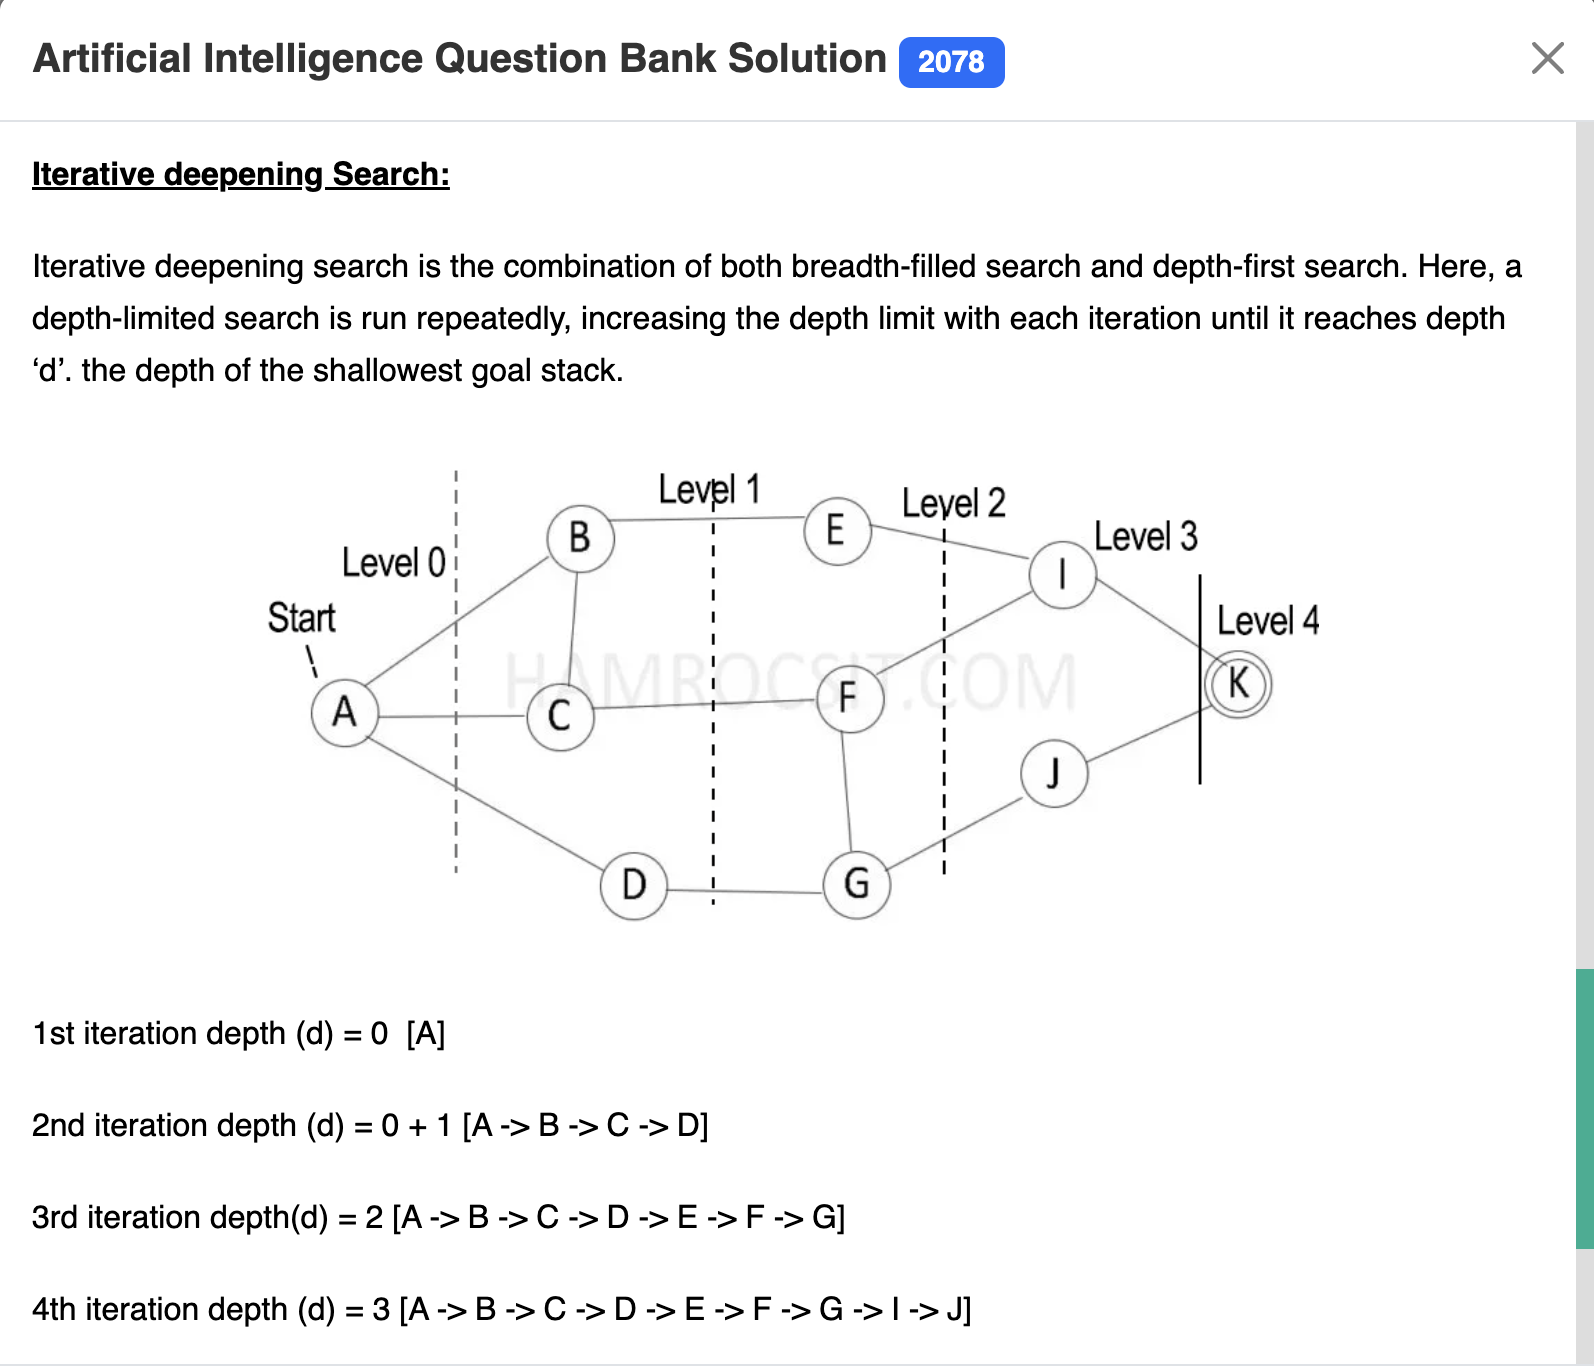 Artificial Intelligence Question Bank Solution 2078
Iterative deepening Search:
Iterative deepening search is the combination of both breadth-filled search and depth-first search. Here, a
depth-limited search is run repeatedly, increasing the depth limit with each iteration until it reaches depth
‘d’. the depth of the shallowest goal stack.
Level 1
Level 2
Level 3
Level 0
Start
Level 4
B
E
I
HAMROCSIT.COM
A
C
F
K
J
D
G
1st iteration depth (d) = 0  [A]
2nd iteration depth (d) = 0 + 1 [A -> B -> C -> D]
3rd iteration depth(d) = 2 [A -> B -> C -> D -> E -> F -> G]
4th iteration depth (d) = 3 [A -> B -> C -> D -> E -> F -> G -> I -> J]